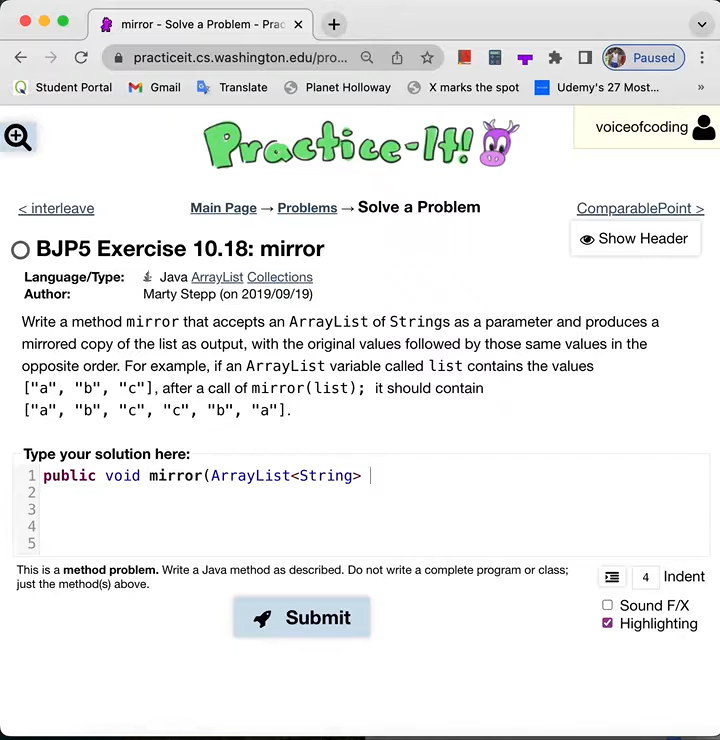 mirror - Solve a Problem - Prac
practiceit.cs.washington.edu/pro...
Paused
Student Portal
Gmail
Translate
Planet Holloway
X marks the spot
Udemy's 27 Most...
»
Practice-It!
voiceofcoding
< interleave
Main Page → Problems → Solve a Problem
ComparablePoint >
BJP5 Exercise 10.18: mirror
Show Header
Language/Type: Java ArrayList Collections
Author: Marty Stepp (on 2019/09/19)
Write a method mirror that accepts an ArrayList of Strings as a parameter and produces a
mirrored copy of the list as output, with the original values followed by those same values in the
opposite order. For example, if an ArrayList variable called list contains the values
["a", "b", "c"], after a call of mirror(list); it should contain
["a", "b", "c", "c", "b", "a"].
Type your solution here:
1 public void mirror(ArrayList<String>
2
3
4
5
This is a method problem. Write a Java method as described. Do not write a complete program or class;
just the method(s) above.
4 Indent
Sound F/X
Highlighting
Submit